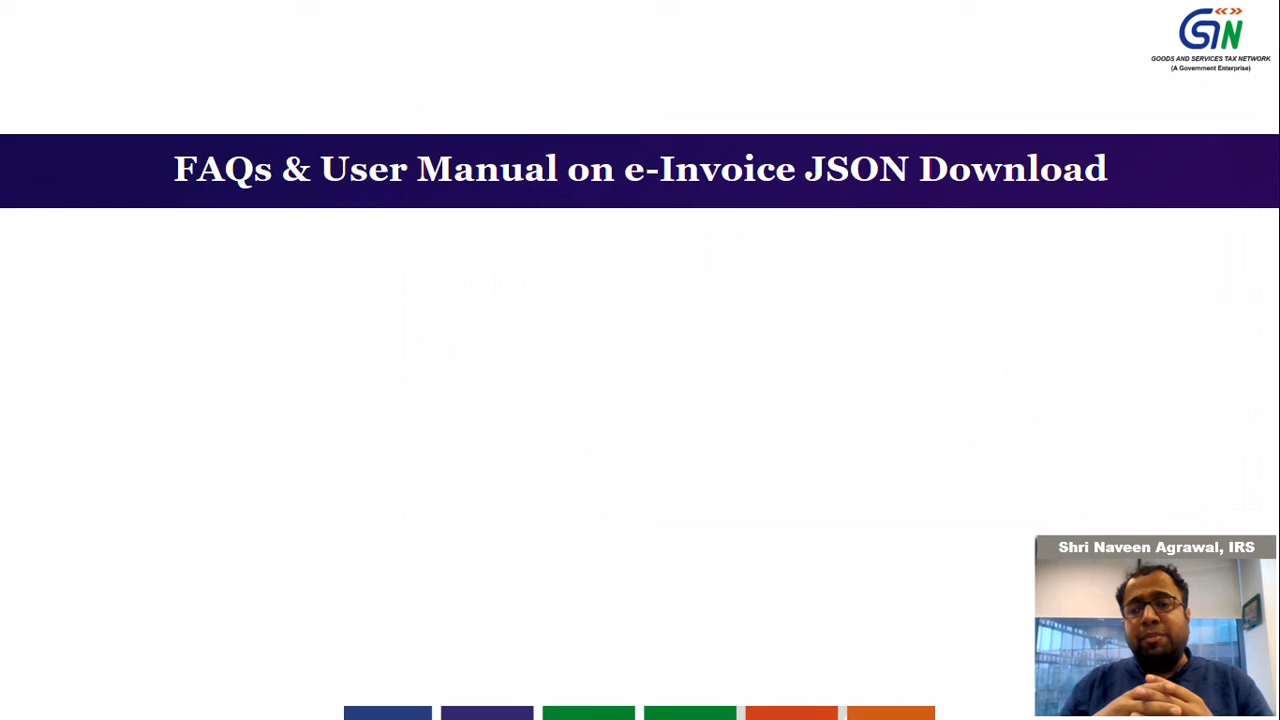 GSTN
GOODS AND SERVICES TAX NETWORK
(A Government Enterprise)
FAQs & User Manual on e-Invoice JSON Download
Shri Naveen Agrawal, IRS